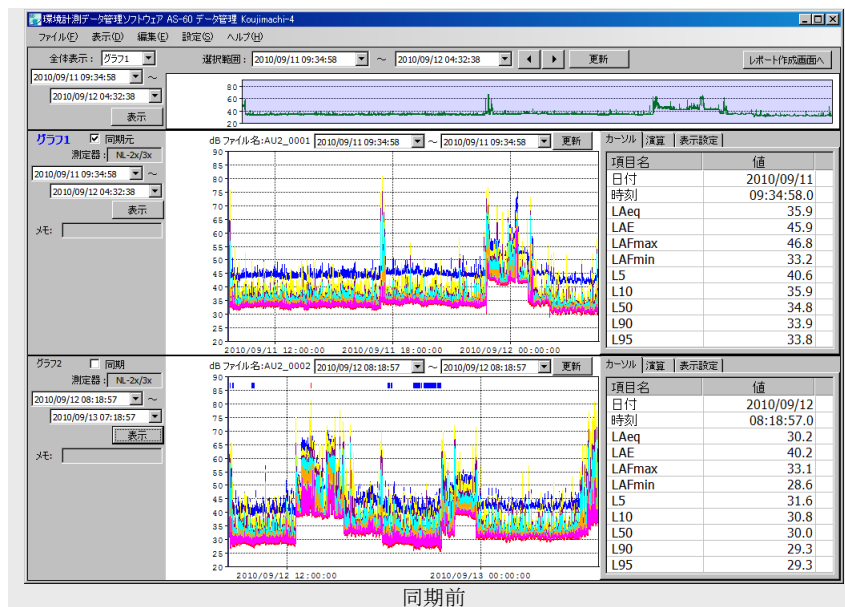 環境計測データ管理ソフトウェア AS-60 データ管理 Koujimachi-4
ファイル(F) 表示(D) 編集(E) 設定(S) ヘルプ(H)
全体表示： グラフ1 選択範囲： 2010/09/11 09:34:58 ～ 2010/09/12 04:32:38 更新 レポート作成画面へ
2010/09/11 09:34:58 ～
2010/09/12 04:32:38
表示
80
60
40
20
グラフ1 同期元
測定器： NL-2x/3x
2010/09/11 09:34:58 ～
2010/09/12 04:32:38
表示
メモ:
dB ファイル名:AU2_0001 2010/09/11 09:34:58 ～ 2010/09/11 09:34:58 更新
90
85
80
75
70
65
60
55
50
45
40
35
30
25
20
2010/09/11 12:00:00 2010/09/11 18:00:00 2010/09/12 00:00:00
カーソル 演算 表示設定
項目名 値
日付 2010/09/11
時刻 09:34:58.0
LAeq 35.9
LAE 45.9
LAFmax 46.8
LAFmin 33.2
L5 40.6
L10 35.9
L50 34.8
L90 33.9
L95 33.8
グラフ2 同期
測定器： NL-2x/3x
2010/09/12 08:18:57 ～
2010/09/13 07:18:57
表示
メモ:
dB ファイル名:AU2_0002 2010/09/12 08:18:57 ～ 2010/09/12 08:18:57 更新
90
85
80
75
70
65
60
55
50
45
40
35
30
25
20
2010/09/12 12:00:00 2010/09/13 00:00:00
カーソル 演算 表示設定
項目名 値
日付 2010/09/12
時刻 08:18:57.0
LAeq 30.2
LAE 40.2
LAFmax 33.1
LAFmin 28.6
L5 31.6
L10 30.8
L50 30.0
L90 29.3
L95 29.3
同期前